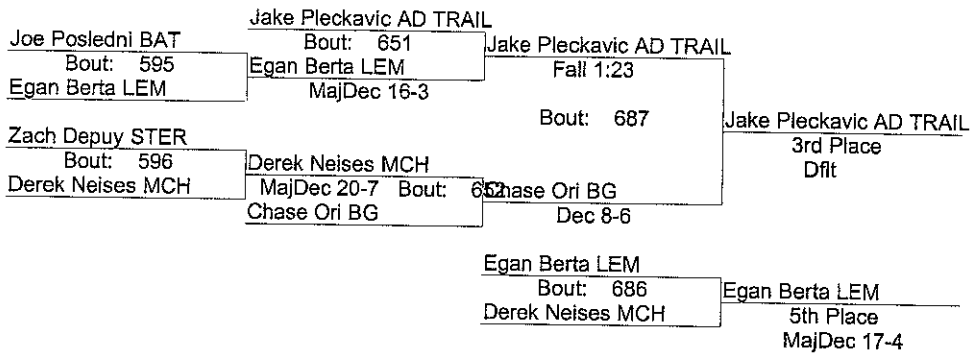 Jake Pleckavic AD TRAIL
Joe Posledni BAT
Bout: 651
Jake Pleckavic AD TRAIL
Bout: 595
Egan Berta LEM
Fall 1:23
Egan Berta LEM
MajDec 16-3
Bout: 687
Jake Pleckavic AD TRAIL
Zach Depuy STER
3rd Place
Bout: 596
Derek Neises MCH
Dflt
Derek Neises MCH
MajDec 20-7 Bout: 652
Chase Ori BG
Chase Ori BG
Dec 8-6
Egan Berta LEM
Bout: 686
Egan Berta LEM
Derek Neises MCH
5th Place
MajDec 17-4